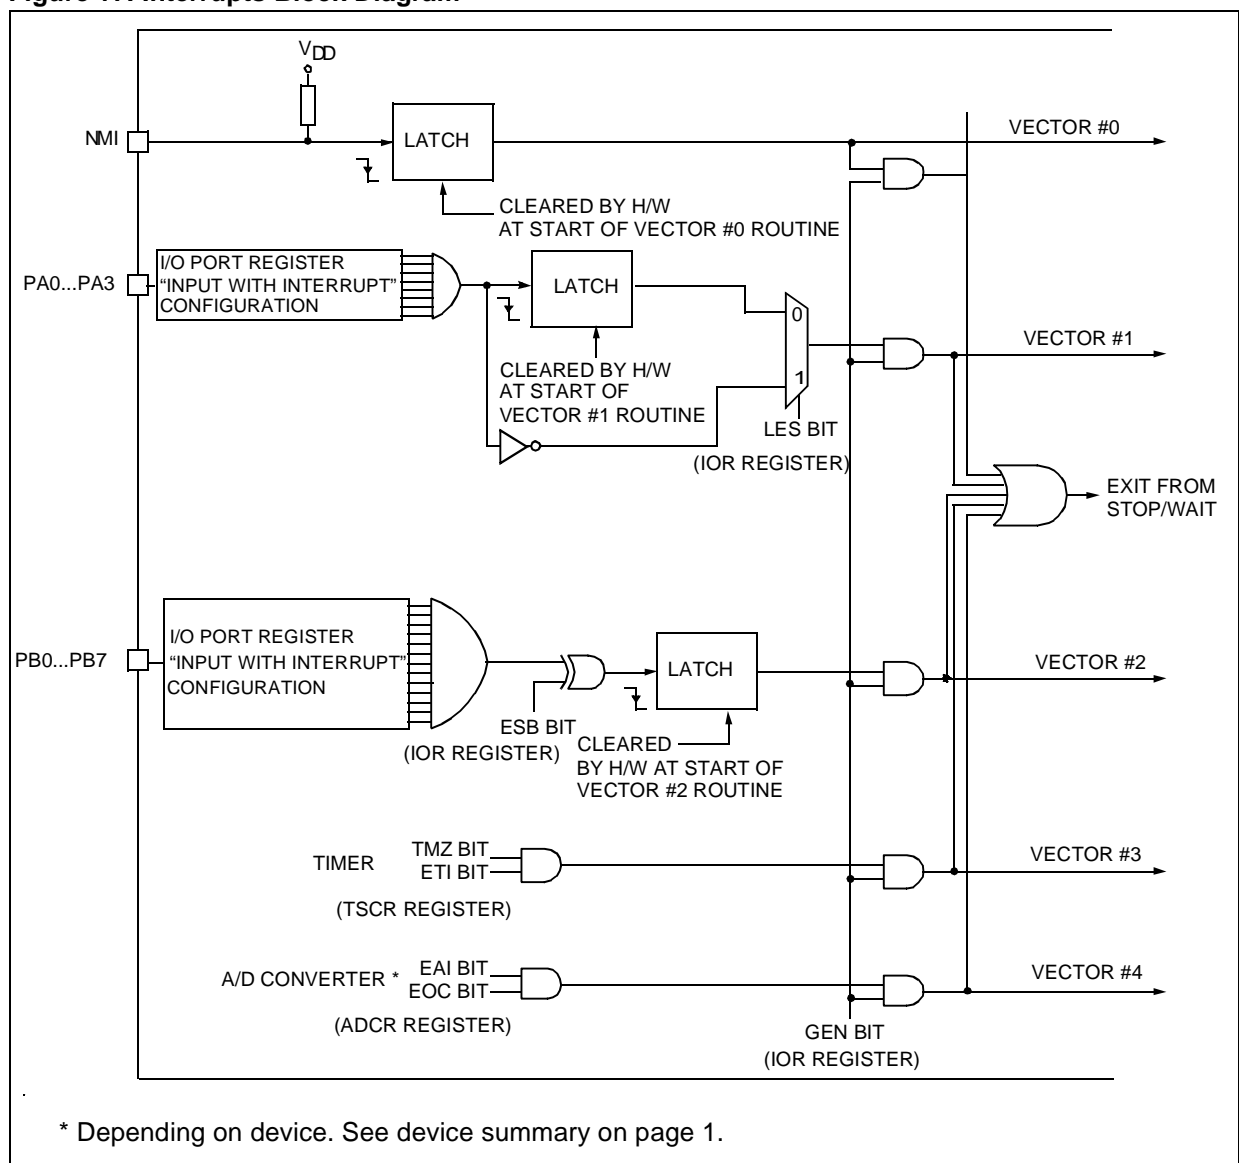 VDD
NMI
LATCH
VECTOR #0
CLEARED BY H/W
AT START OF VECTOR #0 ROUTINE
PA0...PA3
I/O PORT REGISTER
“INPUT WITH INTERRUPT”
CONFIGURATION
LATCH
0
1
VECTOR #1
CLEARED BY H/W
AT START OF
VECTOR #1 ROUTINE
LES BIT
(IOR REGISTER)
EXIT FROM
STOP/WAIT
PB0...PB7
I/O PORT REGISTER
“INPUT WITH INTERRUPT”
CONFIGURATION
LATCH
VECTOR #2
ESB BIT
(IOR REGISTER)
CLEARED
BY H/W AT START OF
VECTOR #2 ROUTINE
TIMER
TMZ BIT
ETI BIT
(TSCR REGISTER)
VECTOR #3
A/D CONVERTER *
EAI BIT
EOC BIT
(ADCR REGISTER)
VECTOR #4
GEN BIT
(IOR REGISTER)
* Depending on device. See device summary on page 1.